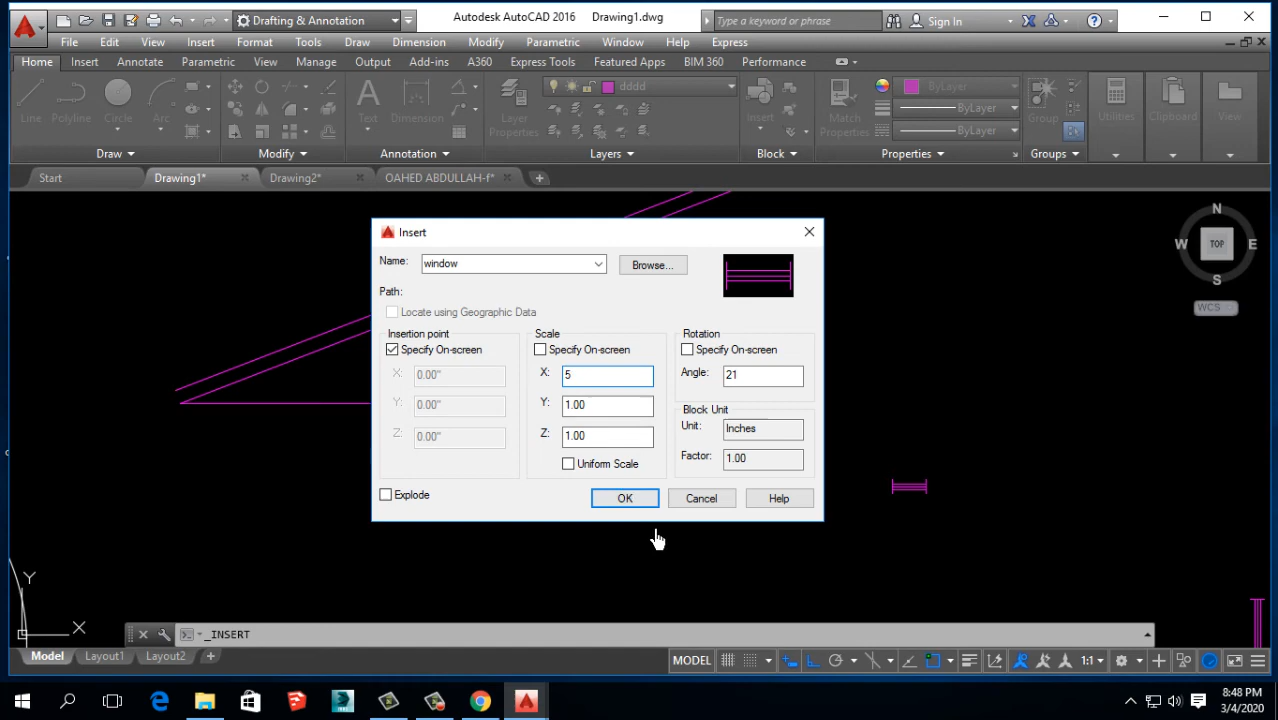 Drafting & Annotation
Autodesk AutoCAD 2016 Drawing1.dwg
Type a keyword or phrase
Sign In
File Edit View Insert Format Tools Draw Dimension Modify Parametric Window Help Express
Home Insert Annotate Parametric View Manage Output Add-ins A360 Express Tools Featured Apps BIM 360 Performance
dddd
ByLayer
ByLayer
ByLayer
Line Polyline Circle Arc Text Dimension Layer Properties Insert Match Properties Group Utilities Clipboard View
Draw Modify Annotation Layers Block Properties Groups
Start Drawing1* Drawing2* OAHED ABDULLAH-f*
N
W TOP E
S
WCS
Insert
Name: window Browse...
Path:
Locate using Geographic Data
Insertion point Scale Rotation
Specify On-screen Specify On-screen Specify On-screen
X: 0.00" X: 5 Angle: 21
Y: 0.00" Y: 1.00
Block Unit
Unit: Inches
Z: 0.00" Z: 1.00
Factor: 1.00
Uniform Scale
Explode OK Cancel Help
Y
X
_INSERT
Model Layout1 Layout2 +
MODEL 1:1
8:48 PM
3/4/2020